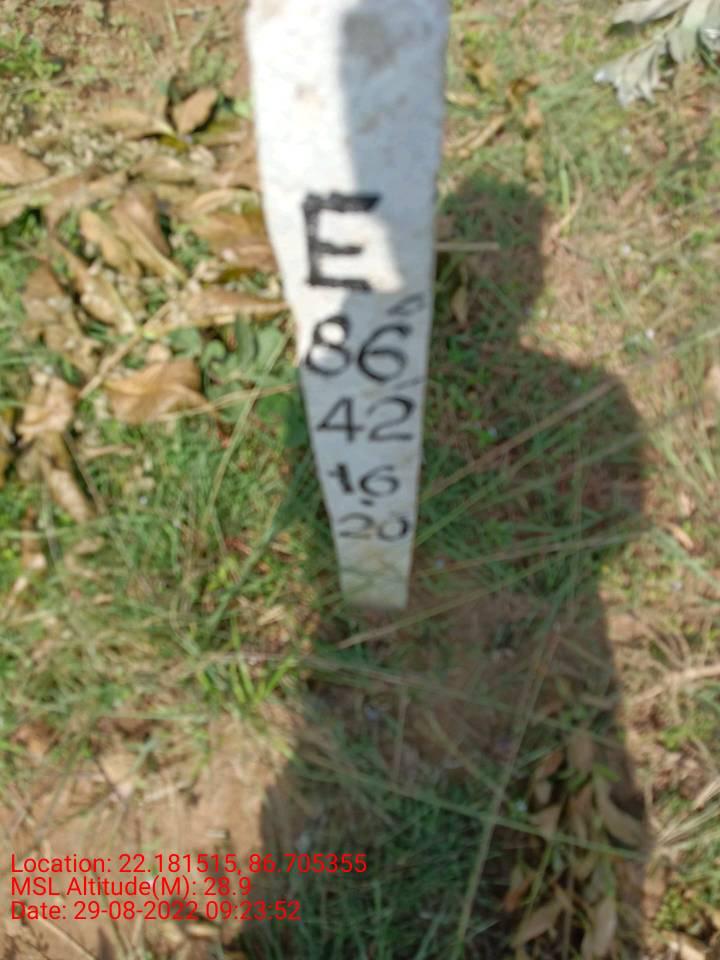 E
86
42
16
.
20
Location: 22.181515, 86.705355
MSL Altitude(M): 28.9
Date: 29-08-2022 09:23:52